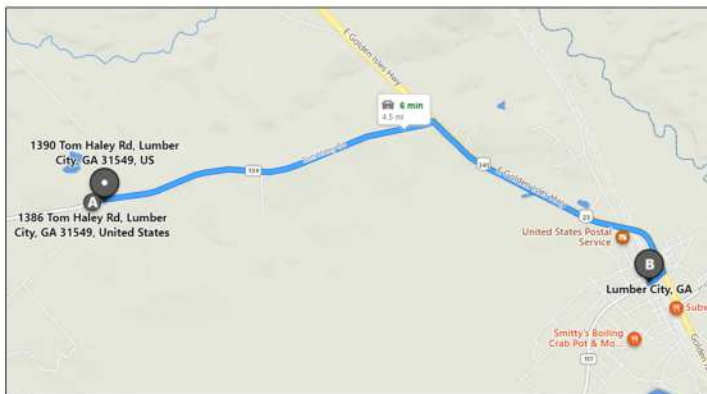 E Golden Isles Hwy
6 min
4.5 mi
1390 Tom Haley Rd, Lumber
City, GA 31549, US
134
A
1386 Tom Haley Rd, Lumber
City, GA 31549, United States
E Golden Isles Hwy
23
United States Postal
Service
B
Lumber City, GA
Subw
Smitty's Boiling
Crab Pot & Mo...
Golden Is